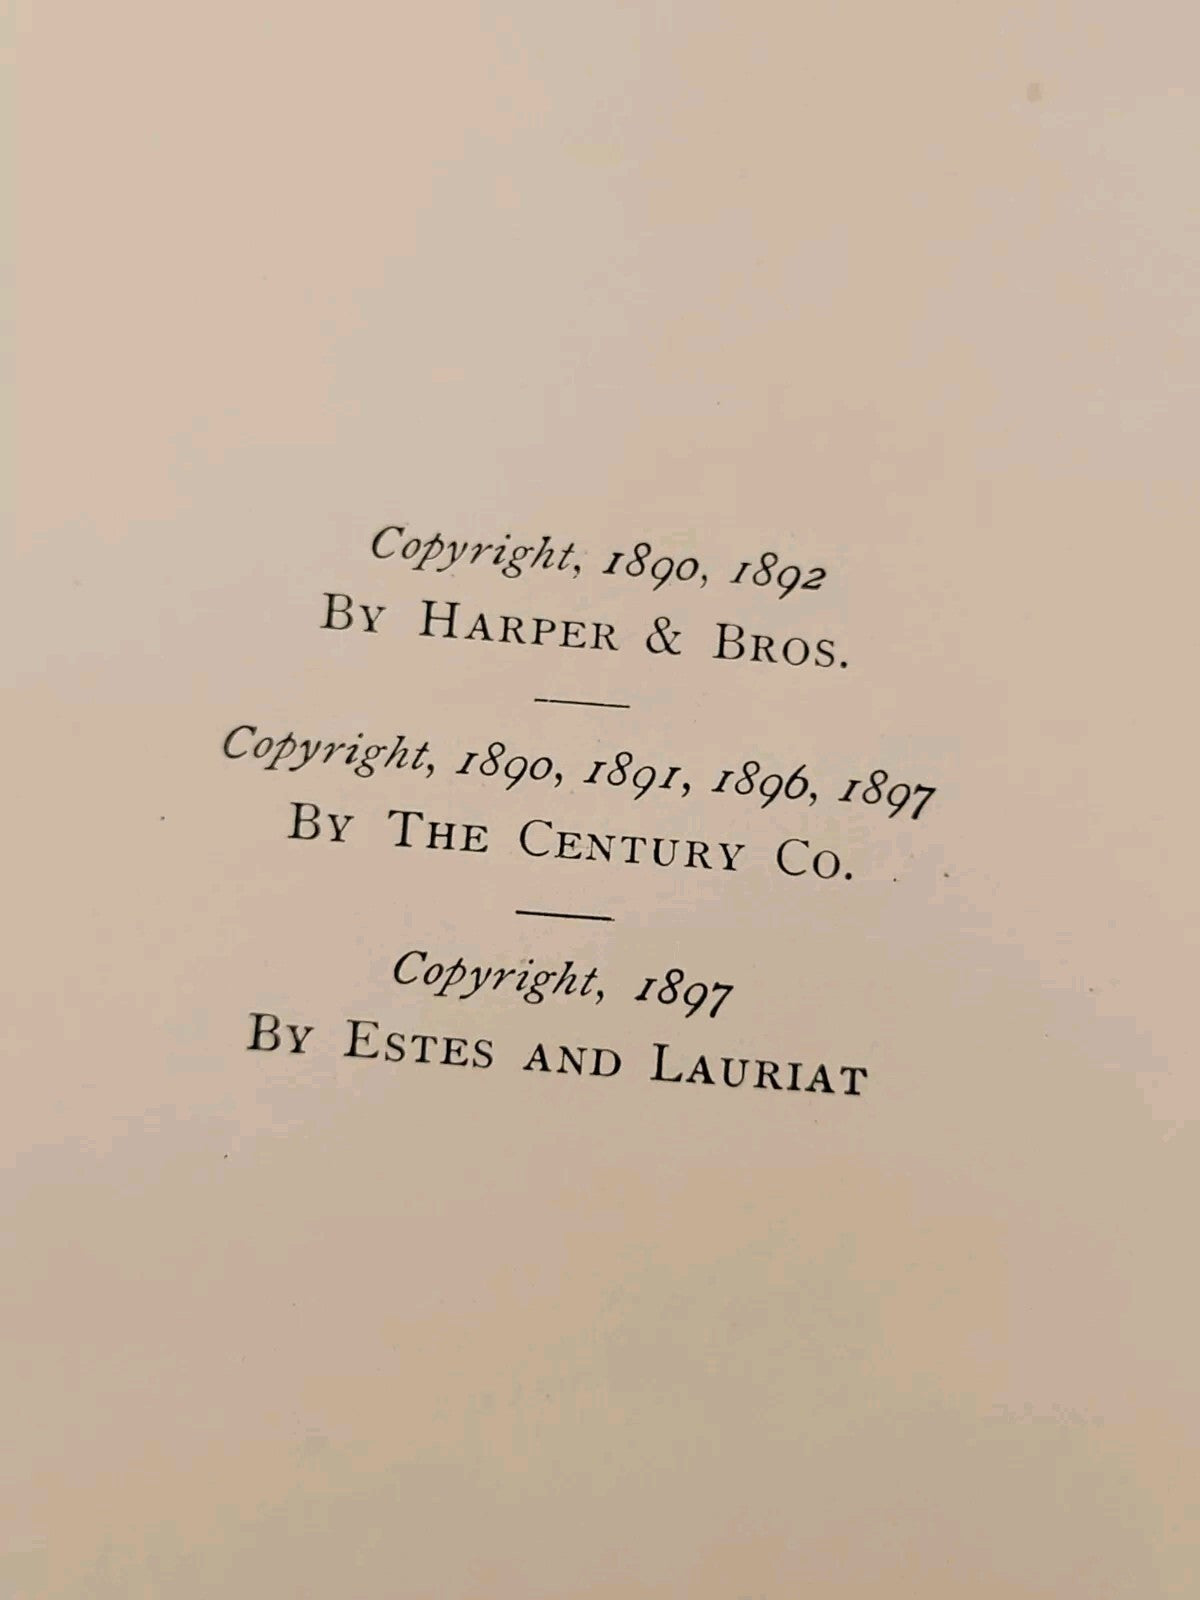 Copyright, 1890, 1892
By Harper & Bros.
Copyright, 1890, 1891, 1896, 1897
By The Century Co.
Copyright, 1897
By Estes and Lauriat